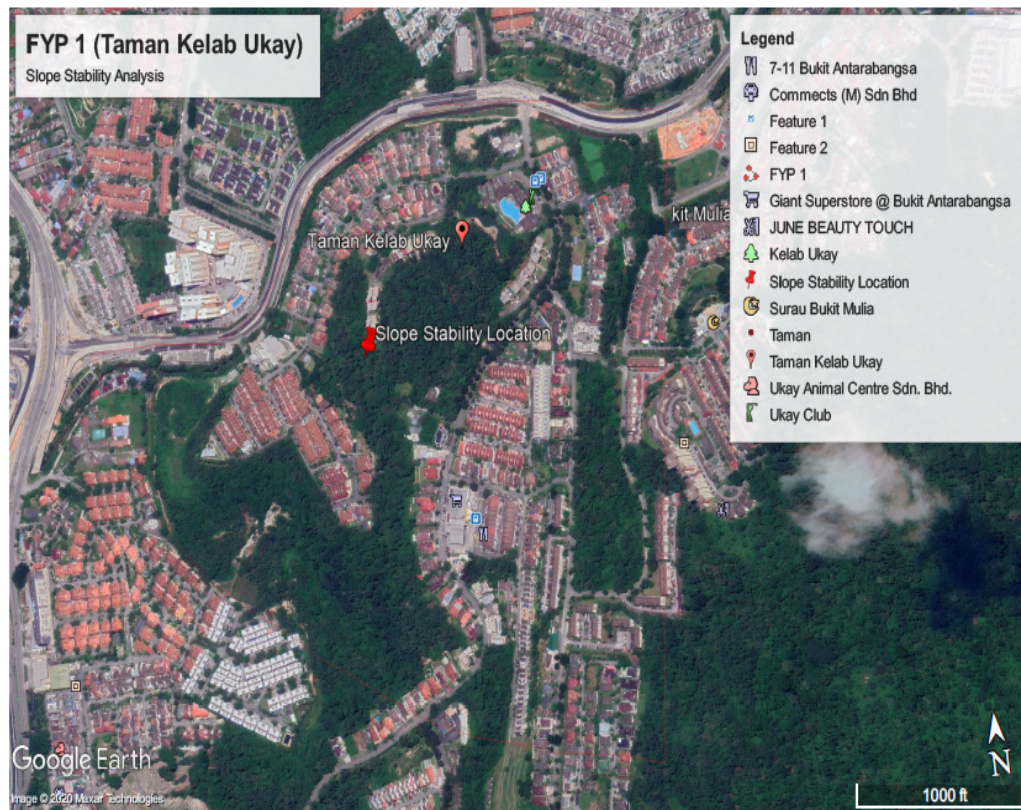 FYP 1 (Taman Kelab Ukay)
Slope Stability Analysis
Legend
7-11 Bukit Antarabangsa
Commects (M) Sdn Bhd
Feature 1
Feature 2
FYP 1
Giant Superstore @ Bukit Antarabangsa
JUNE BEAUTY TOUCH
Kelab Ukay
Slope Stability Location
Surau Bukit Mulia
Taman
Taman Kelab Ukay
Ukay Animal Centre Sdn. Bhd.
Ukay Club
kit Mulia
Taman Kelab Ukay
Slope Stability Location
Google Earth
Image © 2020 Maxar Technologies
N
1000 ft